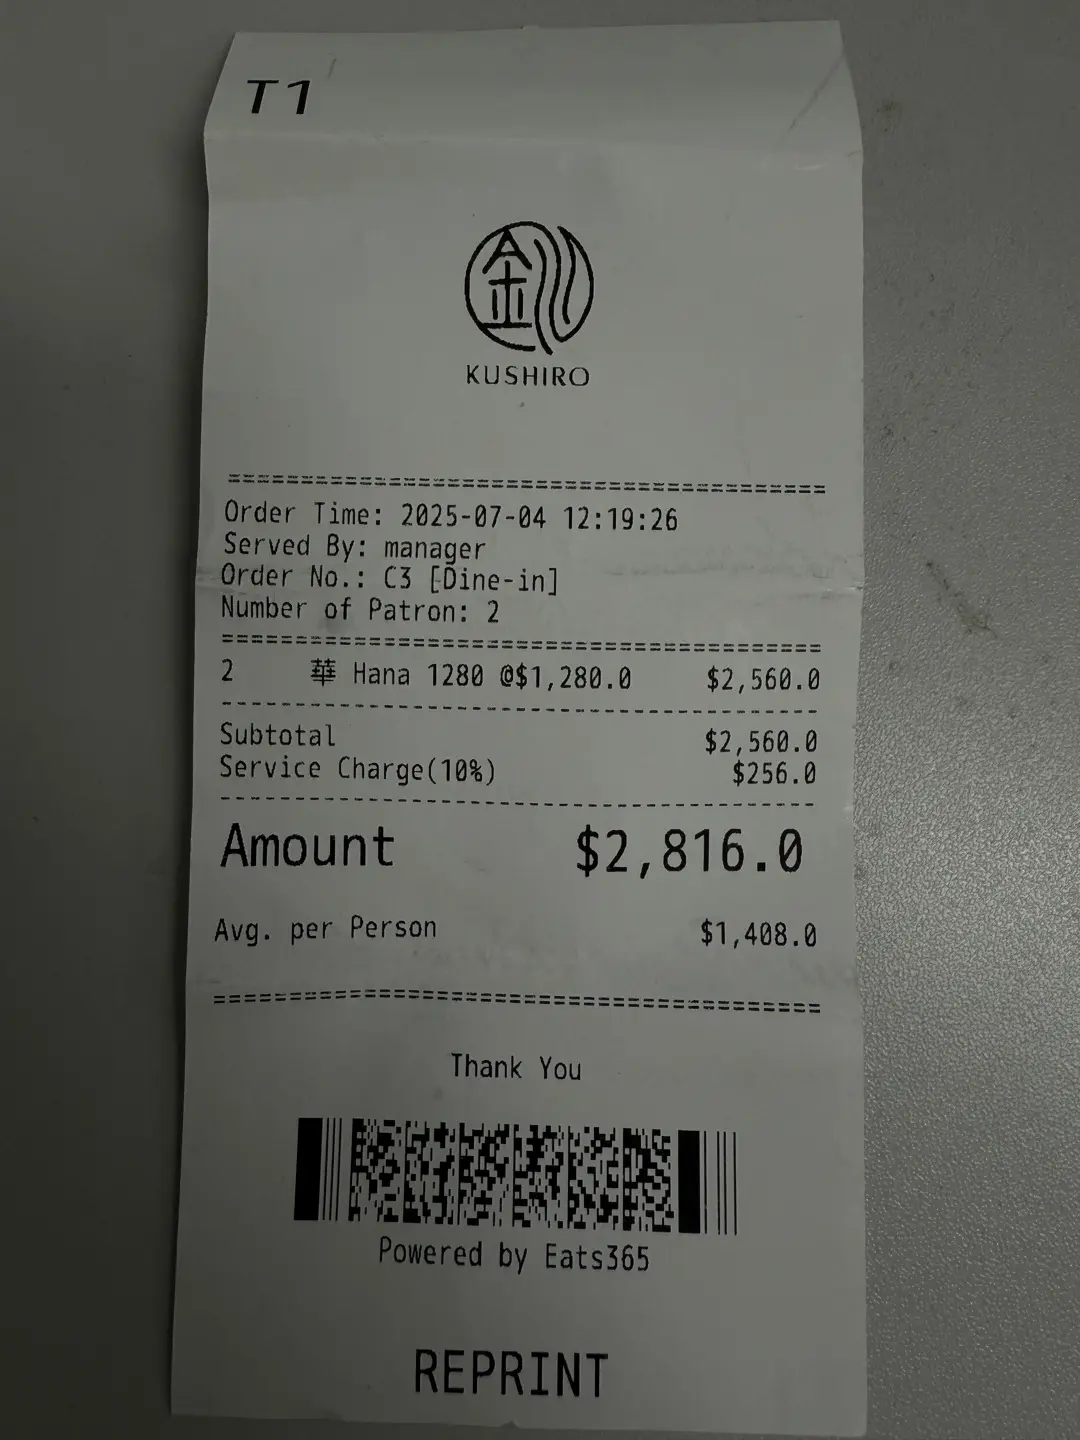 T1
金
KUSHIRO
========================================
Order Time: 2025-07-04 12:19:26
Served By: manager
Order No.: C3 [Dine-in]
Number of Patron: 2
========================================
2 華 Hana 1280 @$1,280.0 $2,560.0
----------------------------------------
Subtotal $2,560.0
Service Charge(10%) $256.0
----------------------------------------
Amount $2,816.0
Avg. per Person $1,408.0
========================================
Thank You
Powered by Eats365
REPRINT